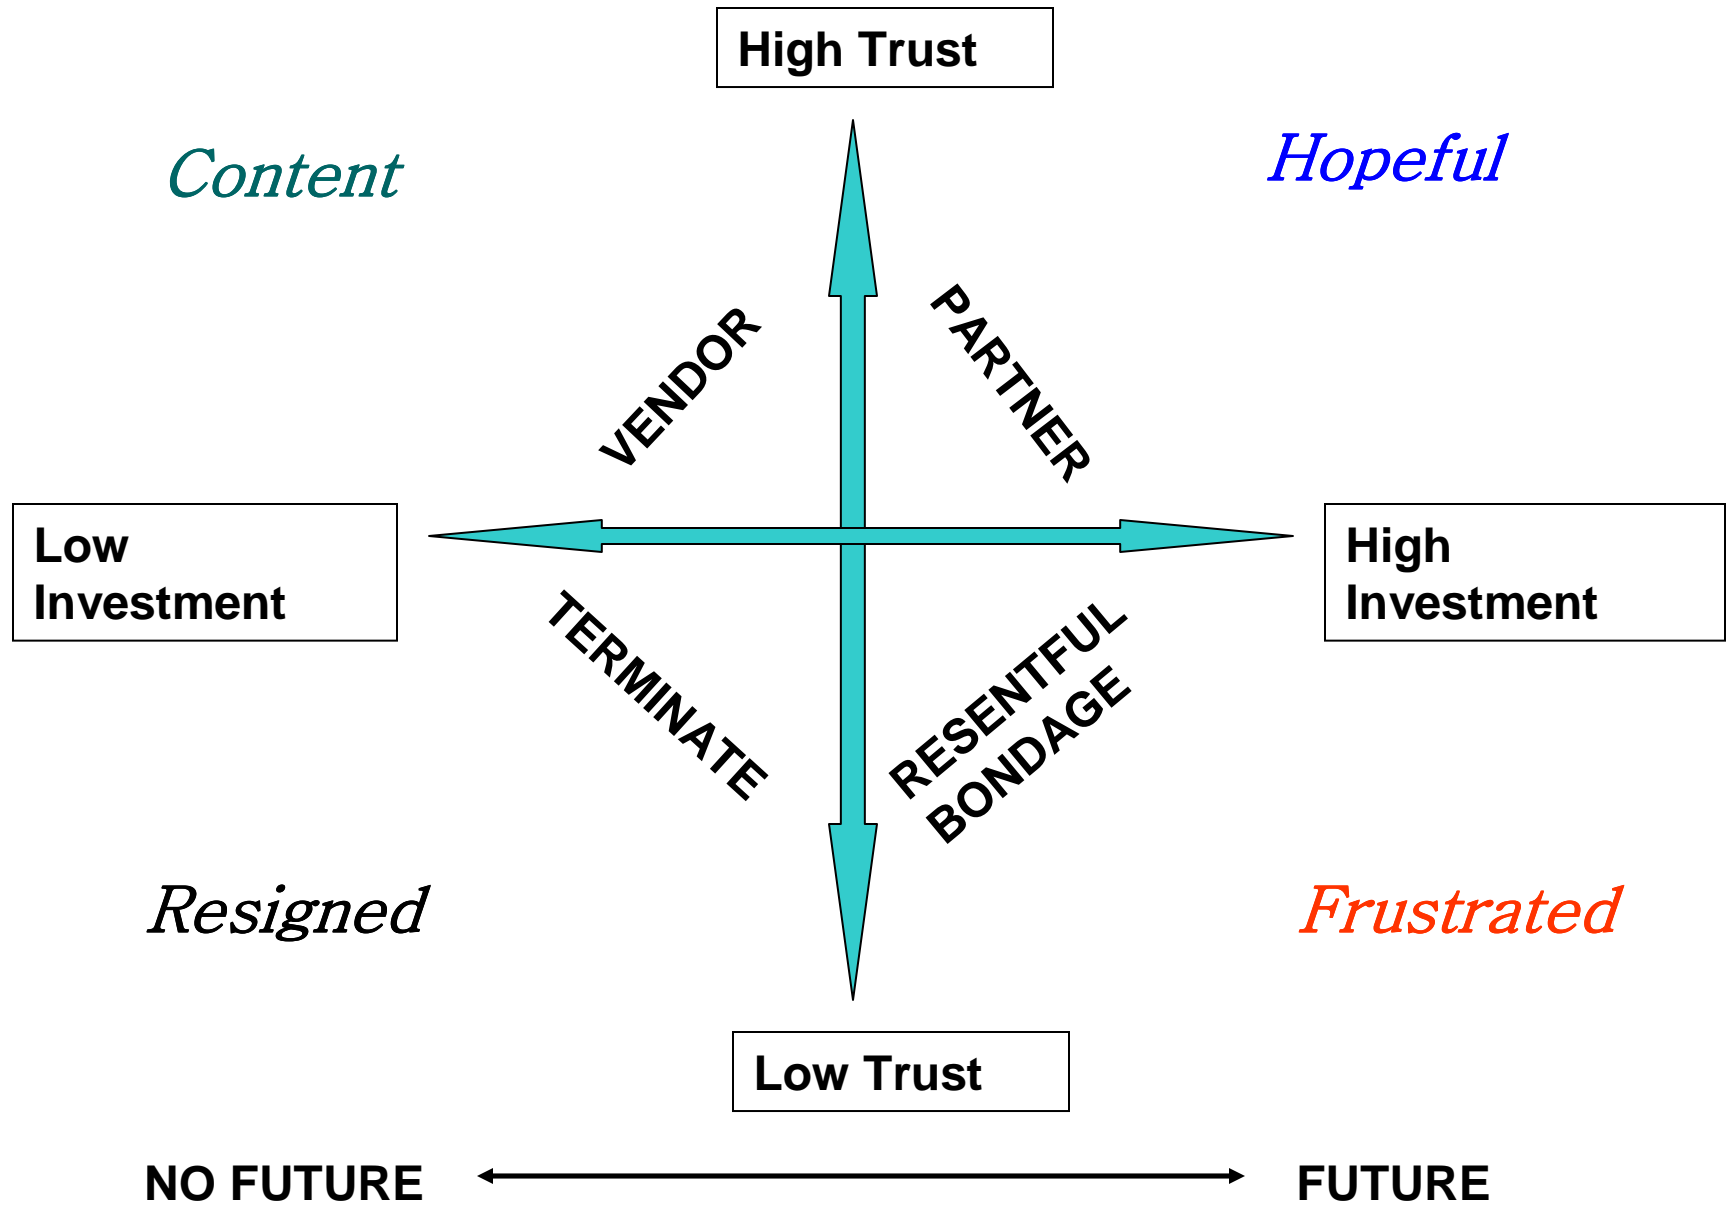 High Trust
Content
Hopeful
VENDOR
PARTNER
Low
Investment
High
Investment
TERMINATE
RESENTFUL
BONDAGE
Resigned
Frustrated
Low Trust
NO FUTURE
FUTURE